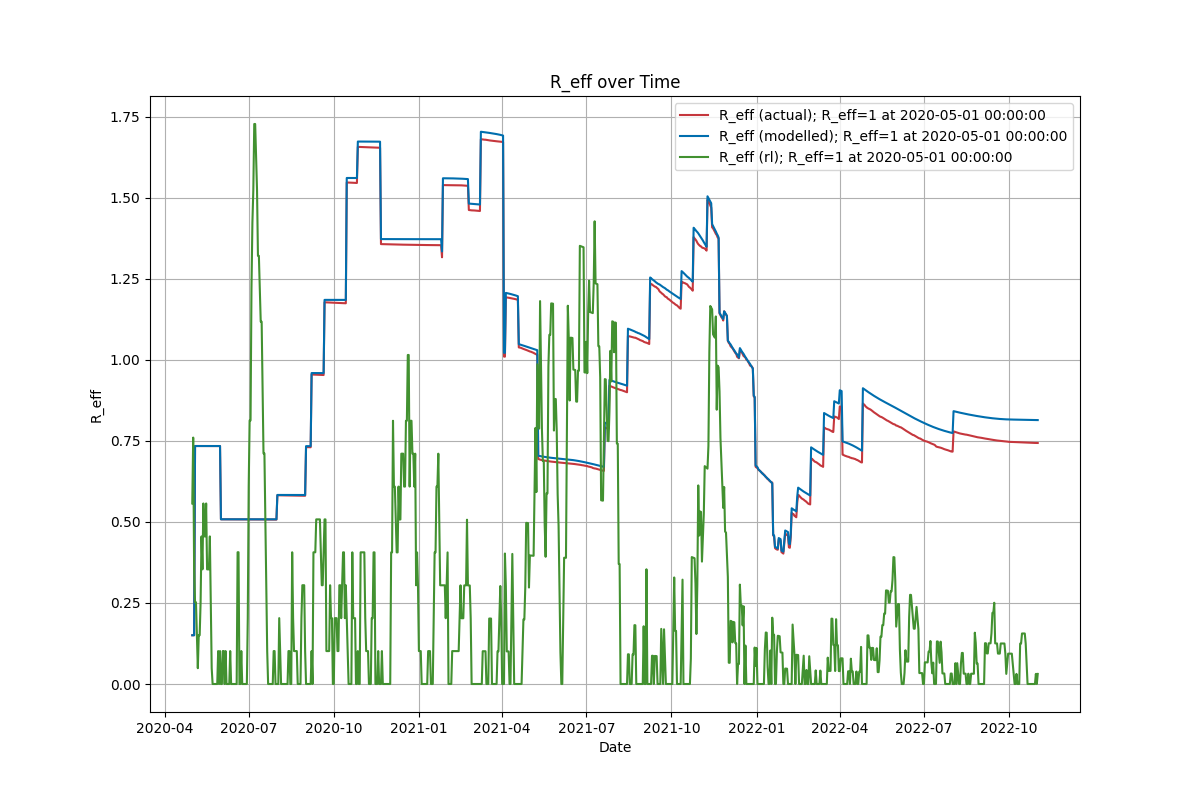 R_eff over Time
R_eff (actual); R_eff=1 at 2020-05-01 00:00:00
R_eff (modelled); R_eff=1 at 2020-05-01 00:00:00
R_eff (rl); R_eff=1 at 2020-05-01 00:00:00
R_eff
1.75
1.50
1.25
1.00
0.75
0.50
0.25
0.00
2020-04 2020-07 2020-10 2021-01 2021-04 2021-07 2021-10 2022-01 2022-04 2022-07 2022-10
Date